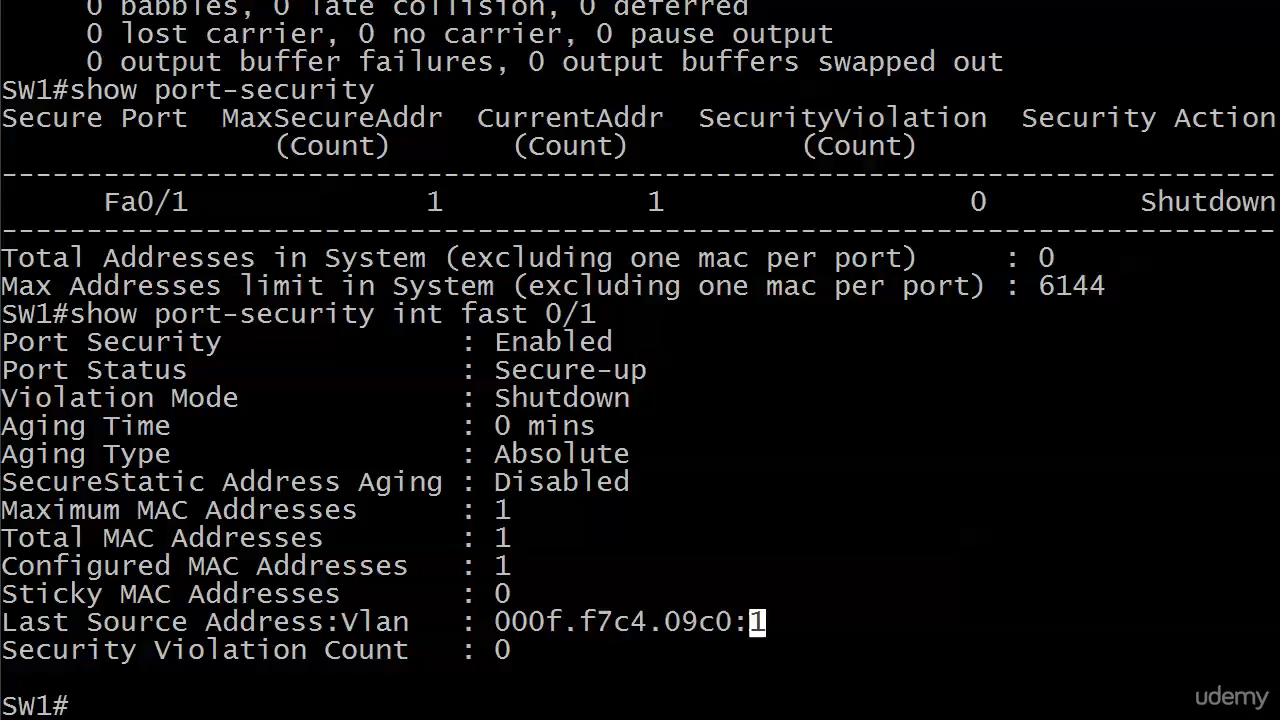 0 babbles, 0 late collision, 0 deferred
0 lost carrier, 0 no carrier, 0 pause output
0 output buffer failures, 0 output buffers swapped out
SW1#show port-security
Secure Port  MaxSecureAddr  CurrentAddr  SecurityViolation  Security Action
(Count)       (Count)          (Count)
---------------------------------------------------------------------------
Fa0/1              1            1                  0         Shutdown
---------------------------------------------------------------------------
Total Addresses in System (excluding one mac per port)     : 0
Max Addresses limit in System (excluding one mac per port) : 6144
SW1#show port-security int fast 0/1
Port Security              : Enabled
Port Status                : Secure-up
Violation Mode             : Shutdown
Aging Time                 : 0 mins
Aging Type                 : Absolute
SecureStatic Address Aging : Disabled
Maximum MAC Addresses      : 1
Total MAC Addresses        : 1
Configured MAC Addresses   : 1
Sticky MAC Addresses       : 0
Last Source Address:Vlan   : 000f.f7c4.09c0:1
Security Violation Count   : 0
SW1#
udemy